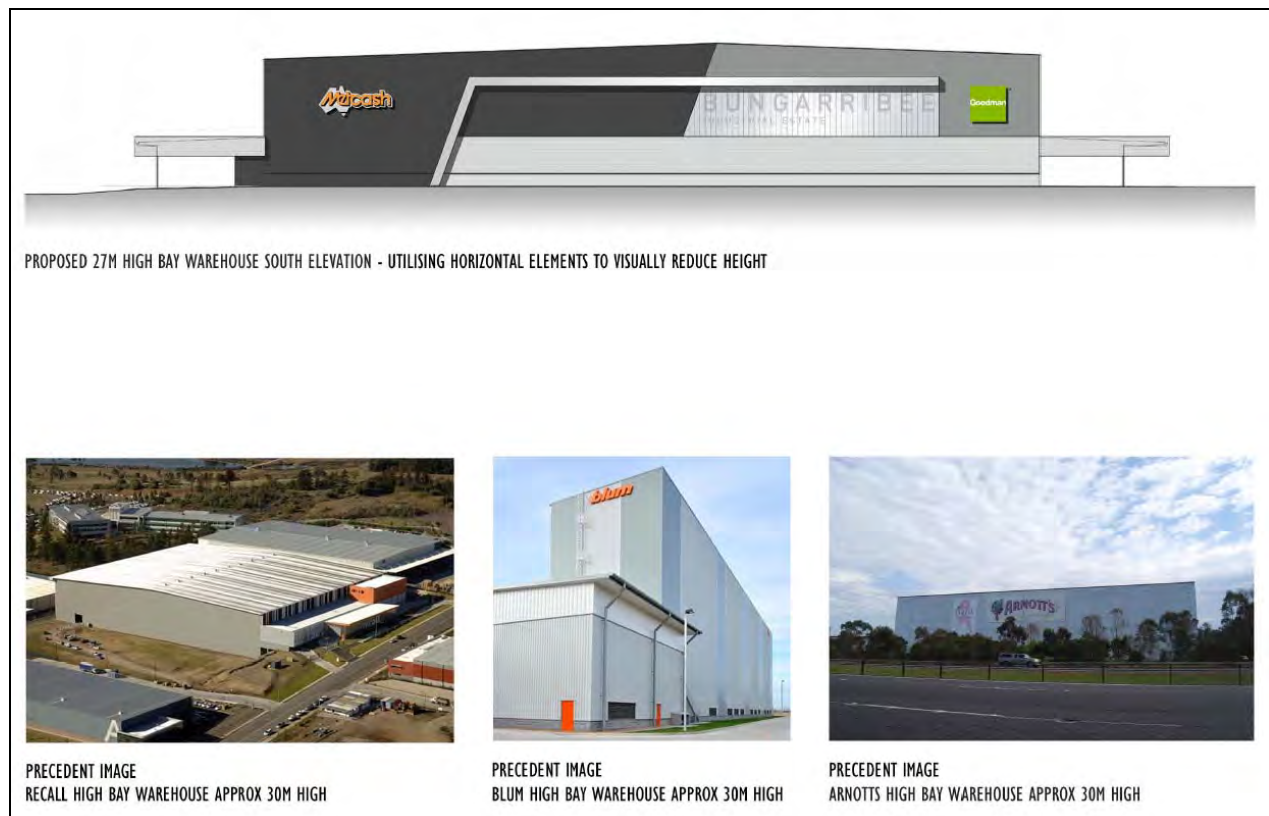 Metcash
BUNGARRIBEE
INDUSTRIAL ESTATE
Goodman
PROPOSED 27M HIGH BAY WAREHOUSE SOUTH ELEVATION - UTILISING HORIZONTAL ELEMENTS TO VISUALLY REDUCE HEIGHT
blum
ARNOTT'S
PRECEDENT IMAGE
RECALL HIGH BAY WAREHOUSE APPROX 30M HIGH
PRECEDENT IMAGE
BLUM HIGH BAY WAREHOUSE APPROX 30M HIGH
PRECEDENT IMAGE
ARNOTTS HIGH BAY WAREHOUSE APPROX 30M HIGH